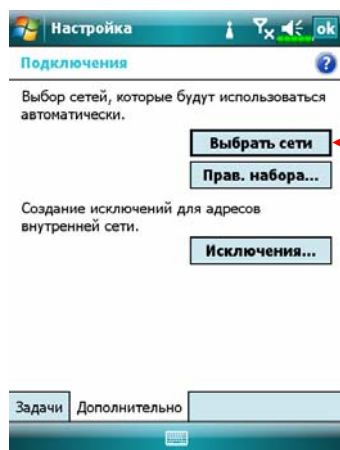 Настройка ok
Подключения ?
Выбор сетей, которые будут использоваться
автоматически.
Выбрать сети
Прав. набора...
Создание исключений для адресов
внутренней сети.
Исключения...
Задачи Дополнительно